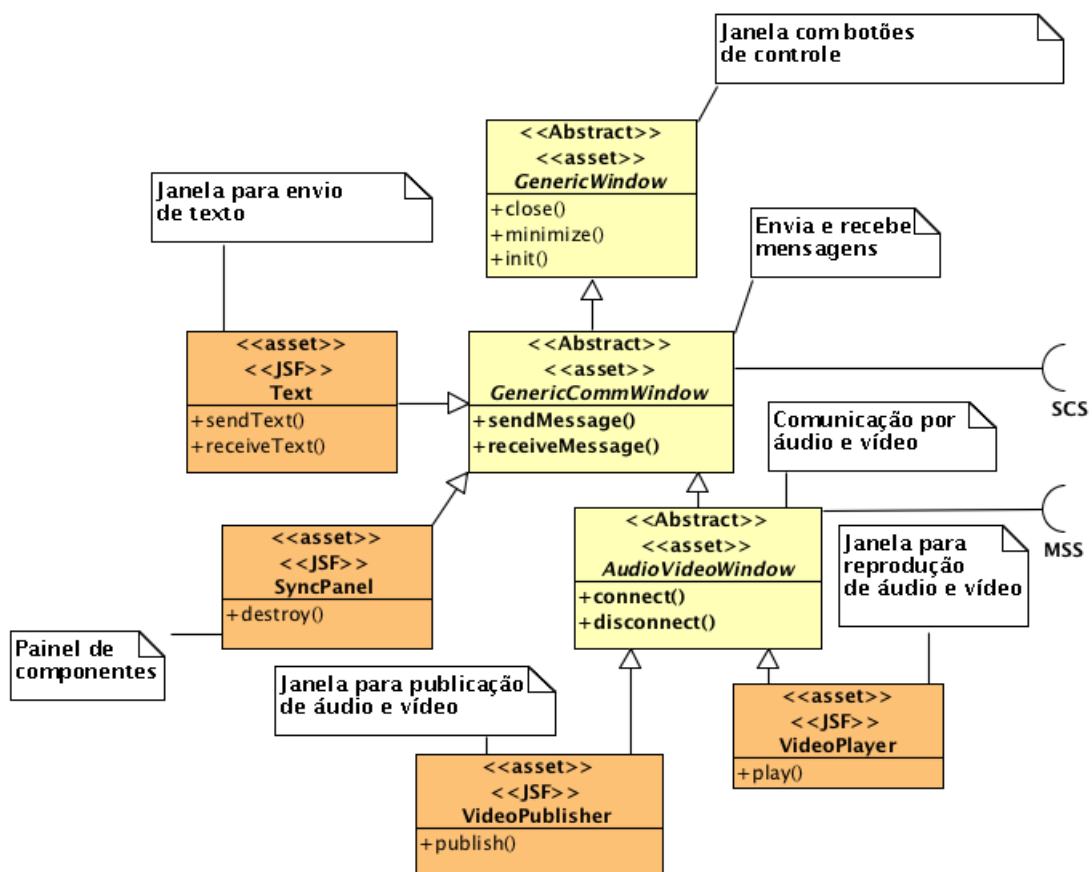 Janela com botões
de controle
<<Abstract>>
<<asset>>
GenericWindow
+close()
+minimize()
+init()
Janela para envio
de texto
Envia e recebe
mensagens
<<asset>>
<<JSF>>
Text
+sendText()
+receiveText()
<<Abstract>>
<<asset>>
GenericCommWindow
+sendMessage()
+receiveMessage()
SCS
Comunicação por
áudio e vídeo
<<asset>>
<<JSF>>
SyncPanel
+destroy()
<<Abstract>>
<<asset>>
AudioVideoWindow
+connect()
+disconnect()
MSS
Janela para
reprodução
de áudio e vídeo
Painel de
componentes
Janela para publicação
de áudio e vídeo
<<asset>>
<<JSF>>
VideoPlayer
+play()
<<asset>>
<<JSF>>
VideoPublisher
+publish()